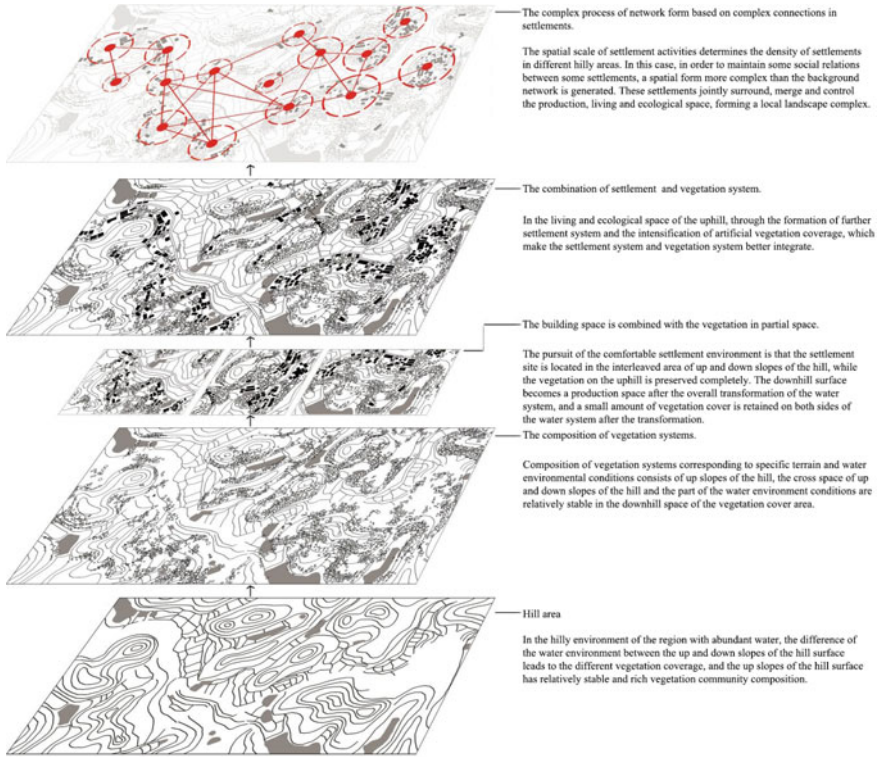 The complex process of network form based on complex connections in
settlements.
The spatial scale of settlement activities determines the density of settlements
in different hilly areas. In this case, in order to maintain some social relations
between some settlements, a spatial form more complex than the background
network is generated. These settlements jointly surround, merge and control
the production, living and ecological space, forming a local landscape complex.
The combination of settlement and vegetation system.
In the living and ecological space of the uphill, through the formation of further
settlement system and the intensification of artificial vegetation coverage, which
make the settlement system and vegetation system better integrate.
The building space is combined with the vegetation in partial space.
The pursuit of the comfortable settlement environment is that the settlement
site is located in the interleaved area of up and down slopes of the hill, while
the vegetation on the uphill is preserved completely. The downhill surface
becomes a production space after the overall transformation of the water
system, and a small amount of vegetation cover is retained on both sides of
the water system after the transformation.
The composition of vegetation systems.
Composition of vegetation systems corresponding to specific terrain and water
environmental conditions consists of up slopes of the hill, the cross space of up
and down slopes of the hill and the part of the water environment conditions are
relatively stable in the downhill space of the vegetation cover area.
Hill area
In the hilly environment of the region with abundant water, the difference of
the water environment between the up and down slopes of the hill surface
leads to the different vegetation coverage, and the up slopes of the hill surface
has relatively stable and rich vegetation community composition.